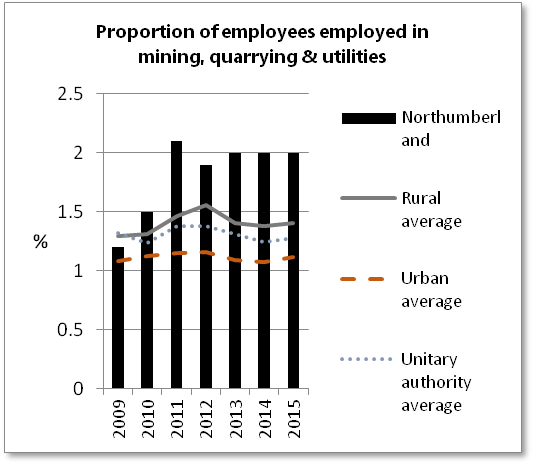 Proportion of employees employed in
mining, quarrying & utilities
2.5
2
1.5
1
0.5
0
%
2009
2010
2011
2012
2013
2014
2015
Northumberl
and
Rural
average
Urban
average
Unitary
authority
average